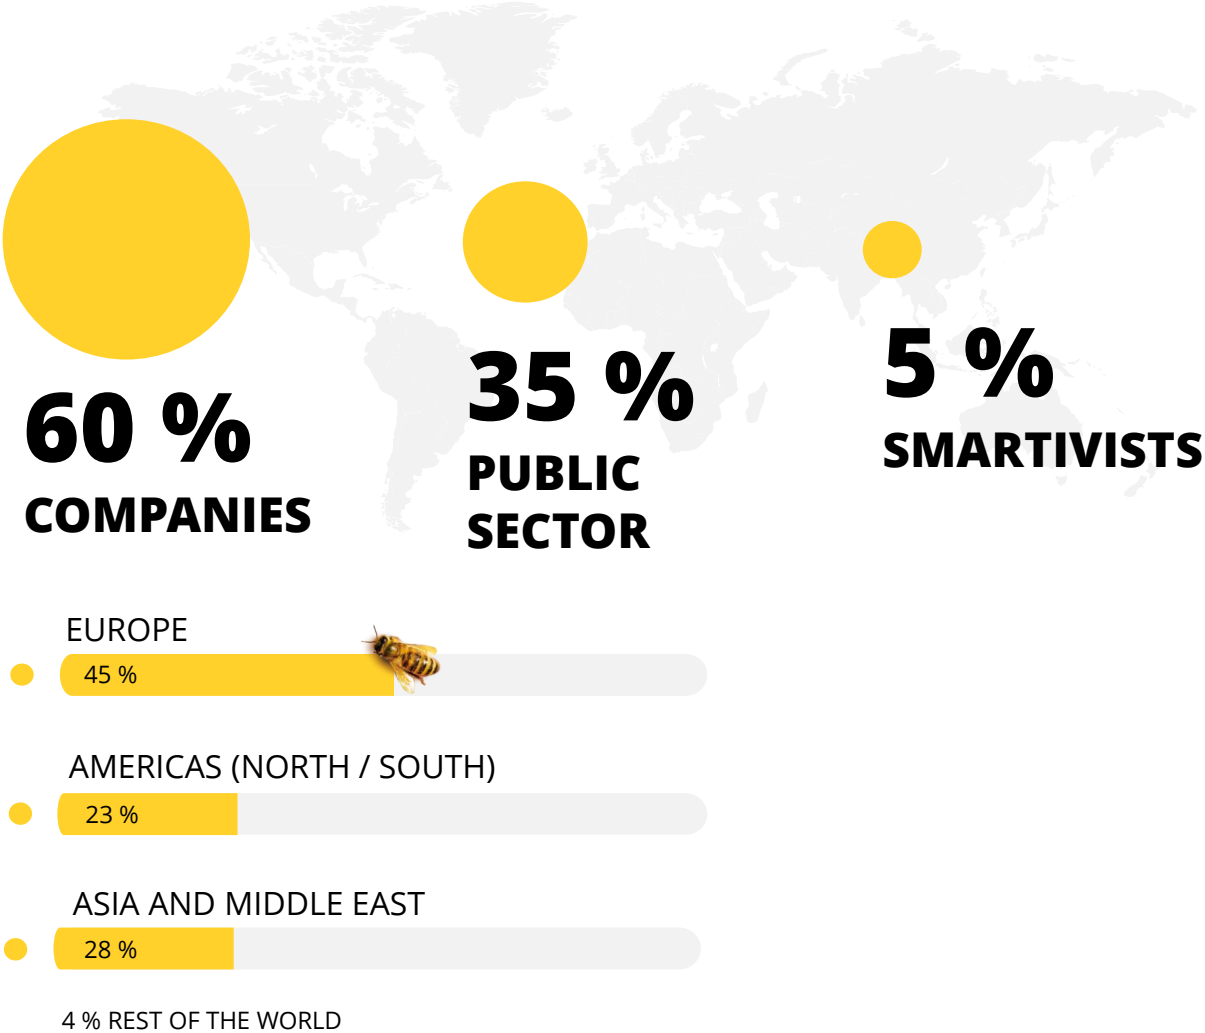 60 %
COMPANIES
35 %
PUBLIC
SECTOR
5 %
SMARTIVISTS
EUROPE
45 %
AMERICAS (NORTH / SOUTH)
23 %
ASIA AND MIDDLE EAST
28 %
4 % REST OF THE WORLD